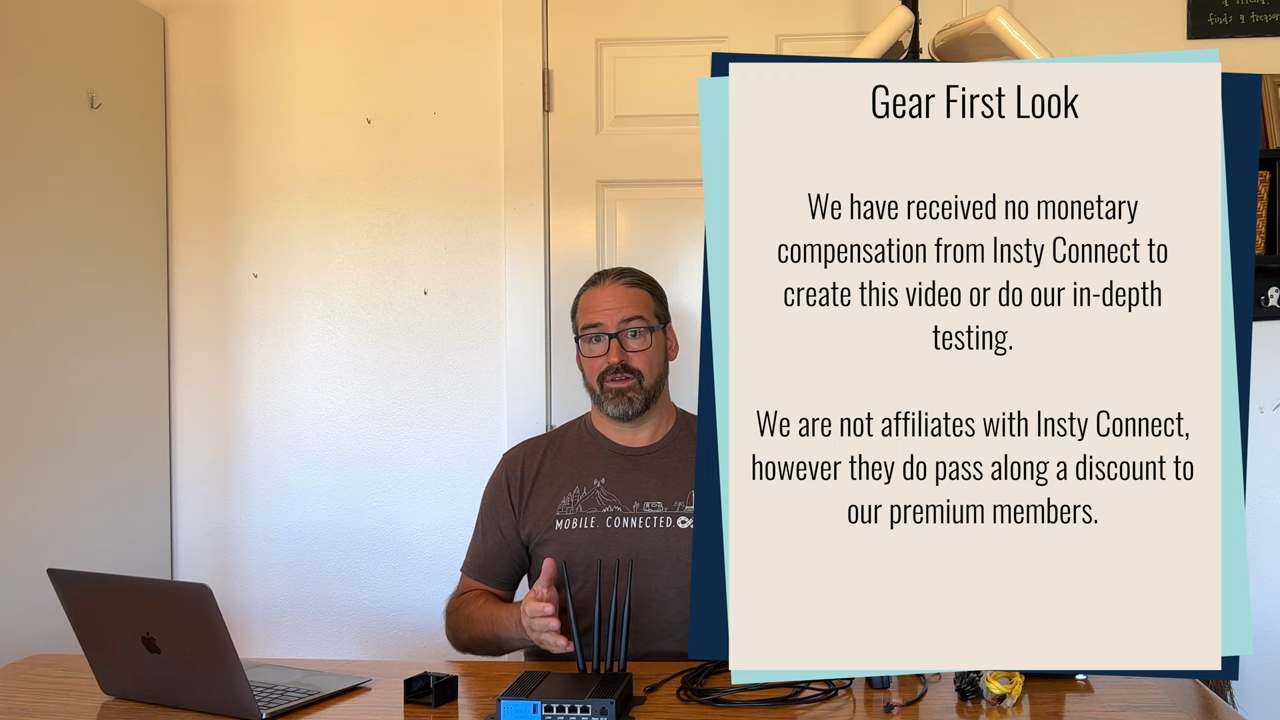 Gear First Look
We have received no monetary
compensation from Insty Connect to
create this video or do our in-depth
testing.
We are not affiliates with Insty Connect,
however they do pass along a discount to
our premium members.
MOBILE. CONNECTED.